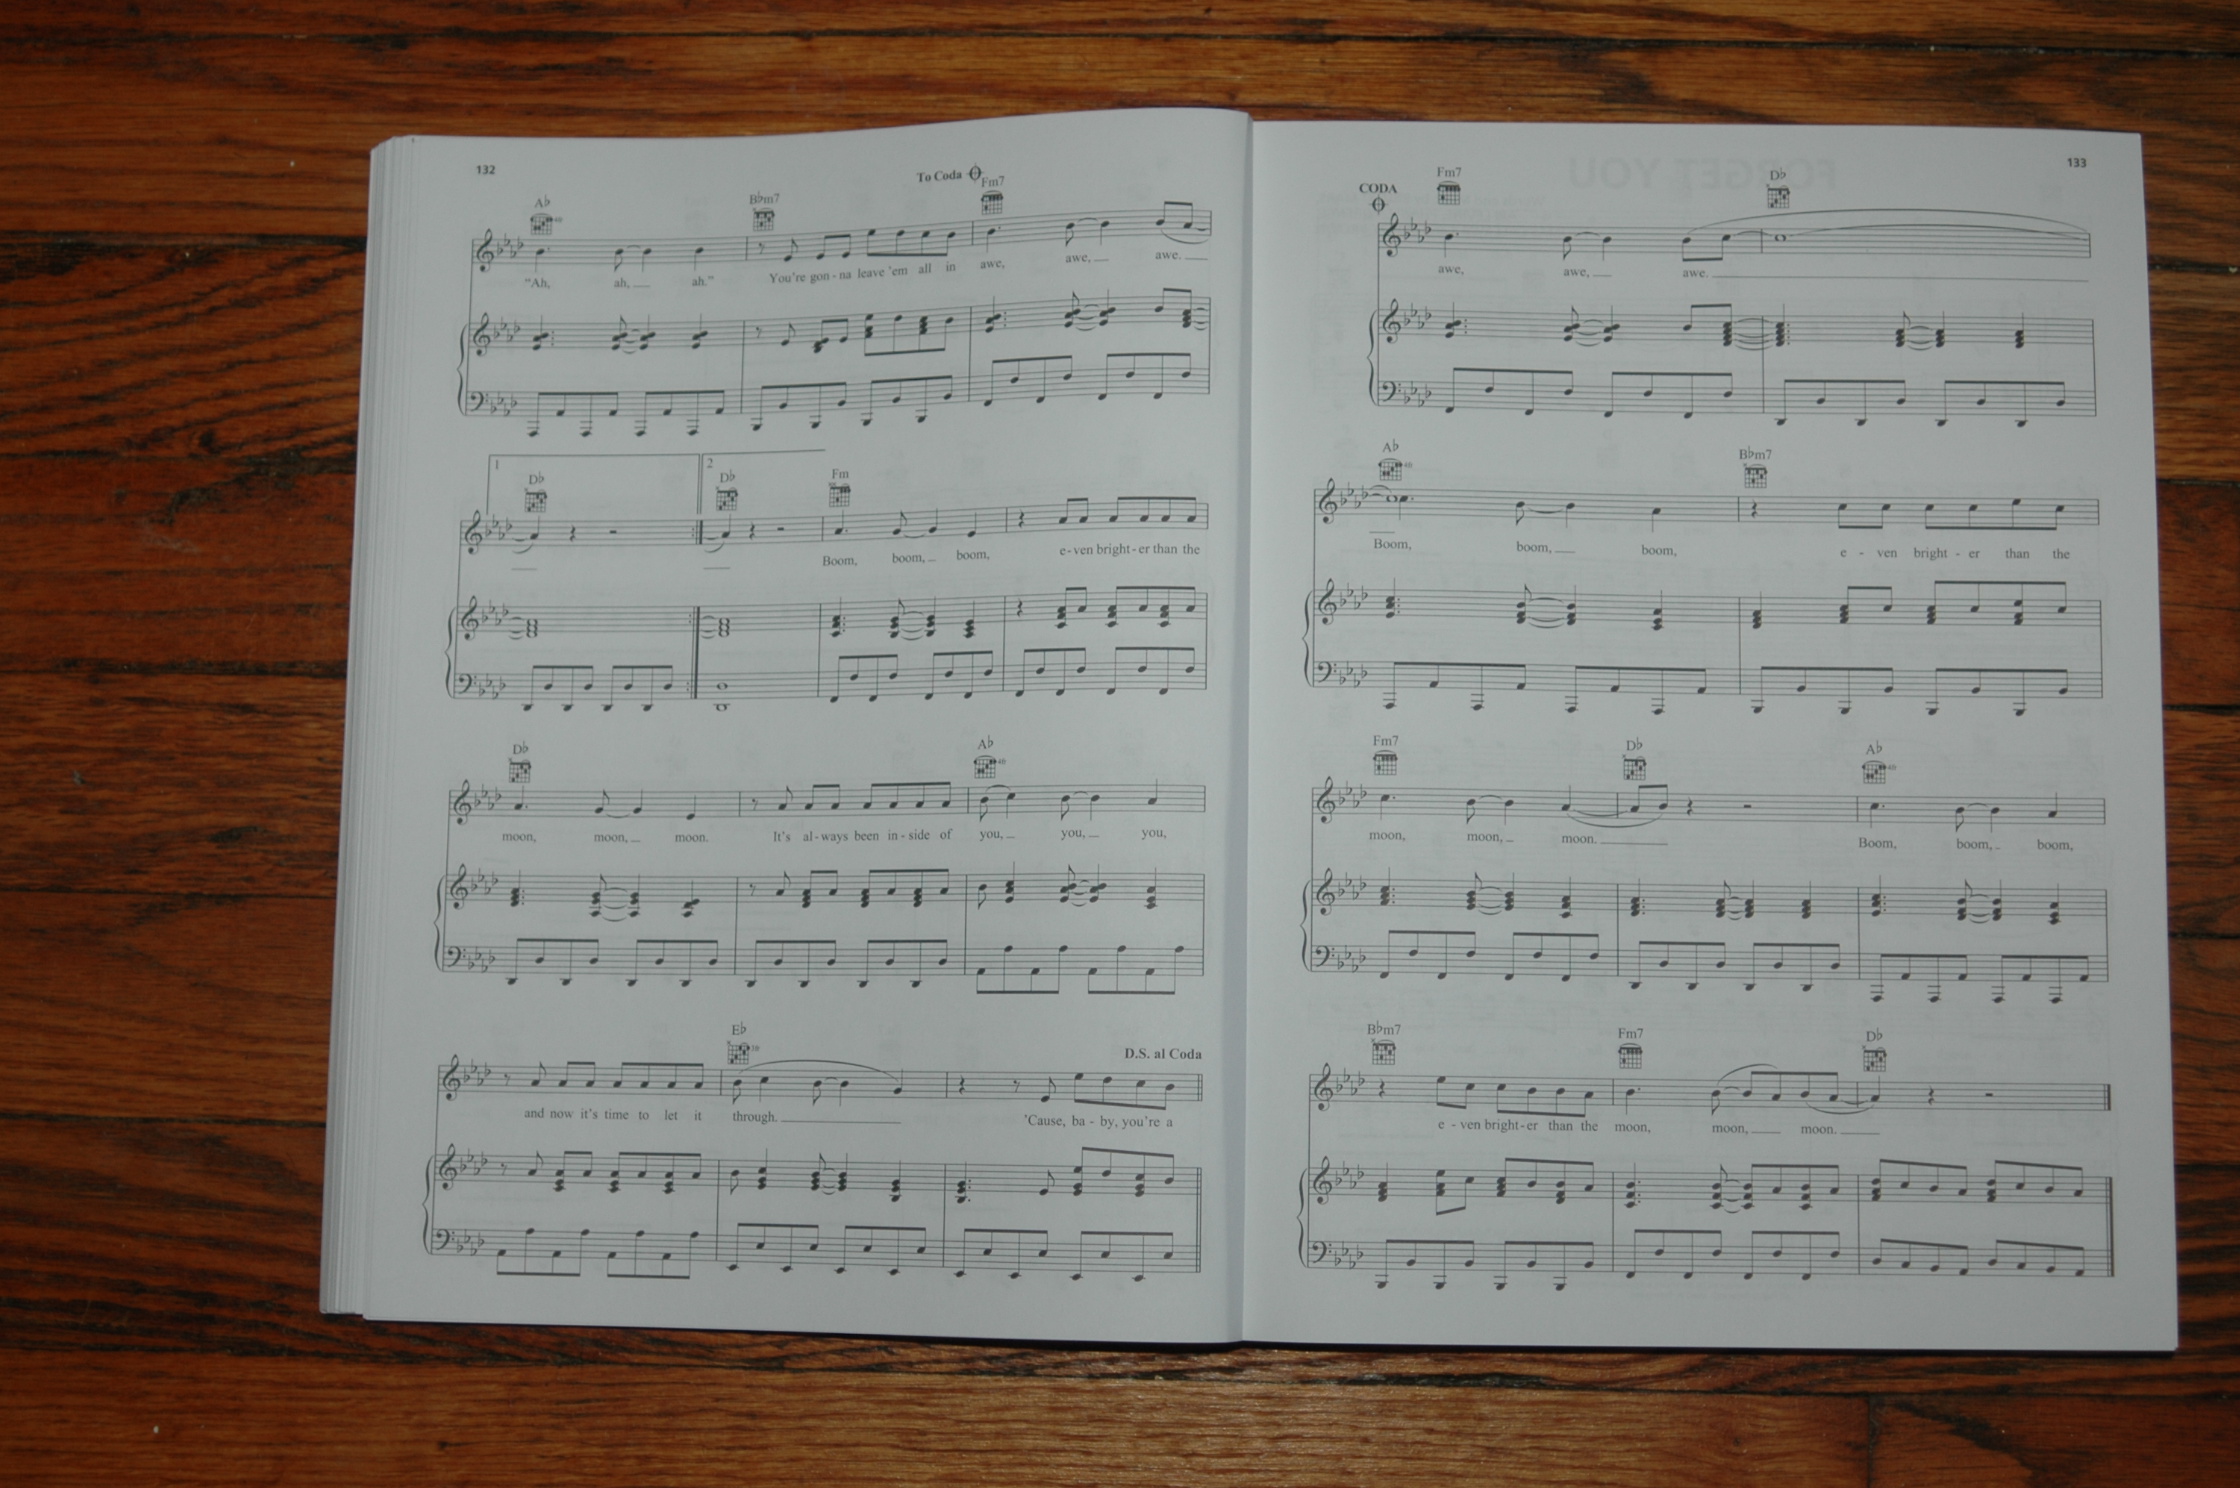 132
To Coda
A♭ B♭m7 Fm7
"Ah, ah, ah." You're gon - na leave 'em all in awe, awe, awe.
1 2
D♭ D♭ Fm
Boom, boom, boom, e - ven bright - er than the
D♭ A♭
moon, moon, moon. It's al - ways been in - side of you, you, you,
E♭
D.S. al Coda
and now it's time to let it through. 'Cause, ba - by, you're a
133
FORGET YOU
CODA
Fm7 D♭
awe, awe, awe.
A♭ B♭m7
Boom, boom, boom, e - ven bright - er than the
Fm7 D♭ A♭
moon, moon, moon. Boom, boom, boom,
B♭m7 Fm7 D♭
e - ven bright - er than the moon, moon, moon.